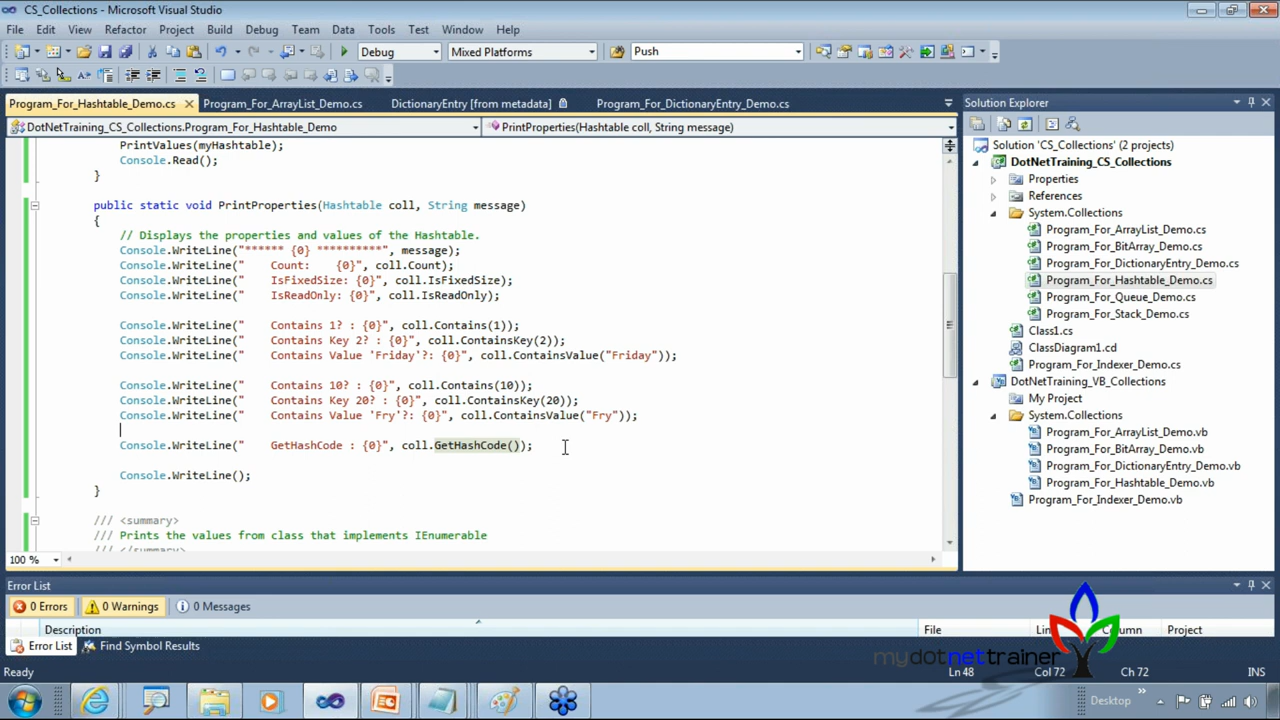 CS_Collections - Microsoft Visual Studio
File Edit View Refactor Project Build Debug Team Data Tools Test Window Help
Debug Mixed Platforms Push
Program_For_Hashtable_Demo.cs Program_For_ArrayList_Demo.cs DictionaryEntry [from metadata] Program_For_DictionaryEntry_Demo.cs
DotNetTraining_CS_Collections.Program_For_Hashtable_Demo PrintProperties(Hashtable coll, String message)
PrintValues(myHashtable);
Console.Read();
}
public static void PrintProperties(Hashtable coll, String message)
{
// Displays the properties and values of the Hashtable.
Console.WriteLine("****** {0} **********", message);
Console.WriteLine("    Count:    {0}", coll.Count);
Console.WriteLine("    IsFixedSize: {0}", coll.IsFixedSize);
Console.WriteLine("    IsReadOnly: {0}", coll.IsReadOnly);
Console.WriteLine("    Contains 1? : {0}", coll.Contains(1));
Console.WriteLine("    Contains Key 2? : {0}", coll.ContainsKey(2));
Console.WriteLine("    Contains Value 'Friday'?: {0}", coll.ContainsValue("Friday"));
Console.WriteLine("    Contains 10? : {0}", coll.Contains(10));
Console.WriteLine("    Contains Key 20? : {0}", coll.ContainsKey(20));
Console.WriteLine("    Contains Value 'Fry'?: {0}", coll.ContainsValue("Fry"));
Console.WriteLine("    GetHashCode : {0}", coll.GetHashCode());
Console.WriteLine();
}
/// <summary>
/// Prints the values from class that implements IEnumerable
/// </summary>
100 %
Solution Explorer
Solution 'CS_Collections' (2 projects)
DotNetTraining_CS_Collections
Properties
References
System.Collections
Program_For_ArrayList_Demo.cs
Program_For_BitArray_Demo.cs
Program_For_DictionaryEntry_Demo.cs
Program_For_Hashtable_Demo.cs
Program_For_Queue_Demo.cs
Program_For_Stack_Demo.cs
Class1.cs
ClassDiagram1.cd
Program_For_Indexer_Demo.cs
DotNetTraining_VB_Collections
My Project
System.Collections
Program_For_ArrayList_Demo.vb
Program_For_BitArray_Demo.vb
Program_For_DictionaryEntry_Demo.vb
Program_For_Hashtable_Demo.vb
Program_For_Indexer_Demo.vb
Error List
0 Errors 0 Warnings 0 Messages
Description File Project
Error List Find Symbol Results
mydotnettrainer
Ready Ln 48 Col 72 Ch 72 INS
Desktop